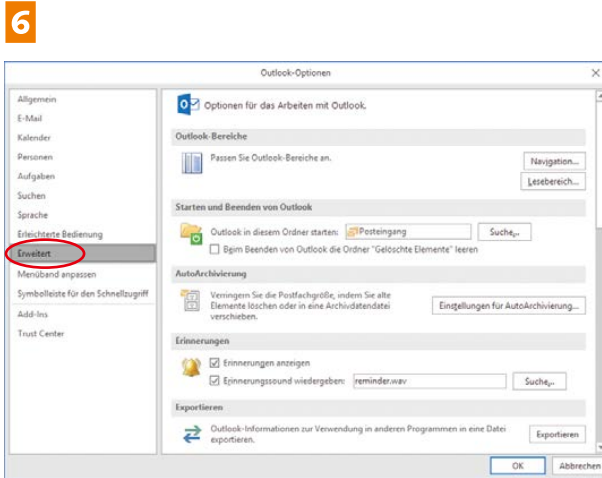 6
Outlook-Optionen
Allgemein
E-Mail
Kalender
Personen
Aufgaben
Suchen
Sprache
Erleichterte Bedienung
Erweitert
Menüband anpassen
Symbolleiste für den Schnellzugriff
Add-Ins
Trust Center
Optionen für das Arbeiten mit Outlook.
Outlook-Bereiche
Passen Sie Outlook-Bereiche an.
Navigation...
Lesebereich...
Starten und Beenden von Outlook
Outlook in diesem Ordner starten: Posteingang Suche...
Beim Beenden von Outlook die Ordner "Gelöschte Elemente" leeren
AutoArchivierung
Verringern Sie die Postfachgröße, indem Sie alte
Elemente löschen oder in eine Archivdatendatei
verschieben.
Einstellungen für AutoArchivierung...
Erinnerungen
Erinnerungen anzeigen
Erinnerungssound wiedergeben: reminder.wav Suche...
Exportieren
Outlook-Informationen zur Verwendung in anderen Programmen in eine Datei
exportieren.
Exportieren
OK Abbrechen